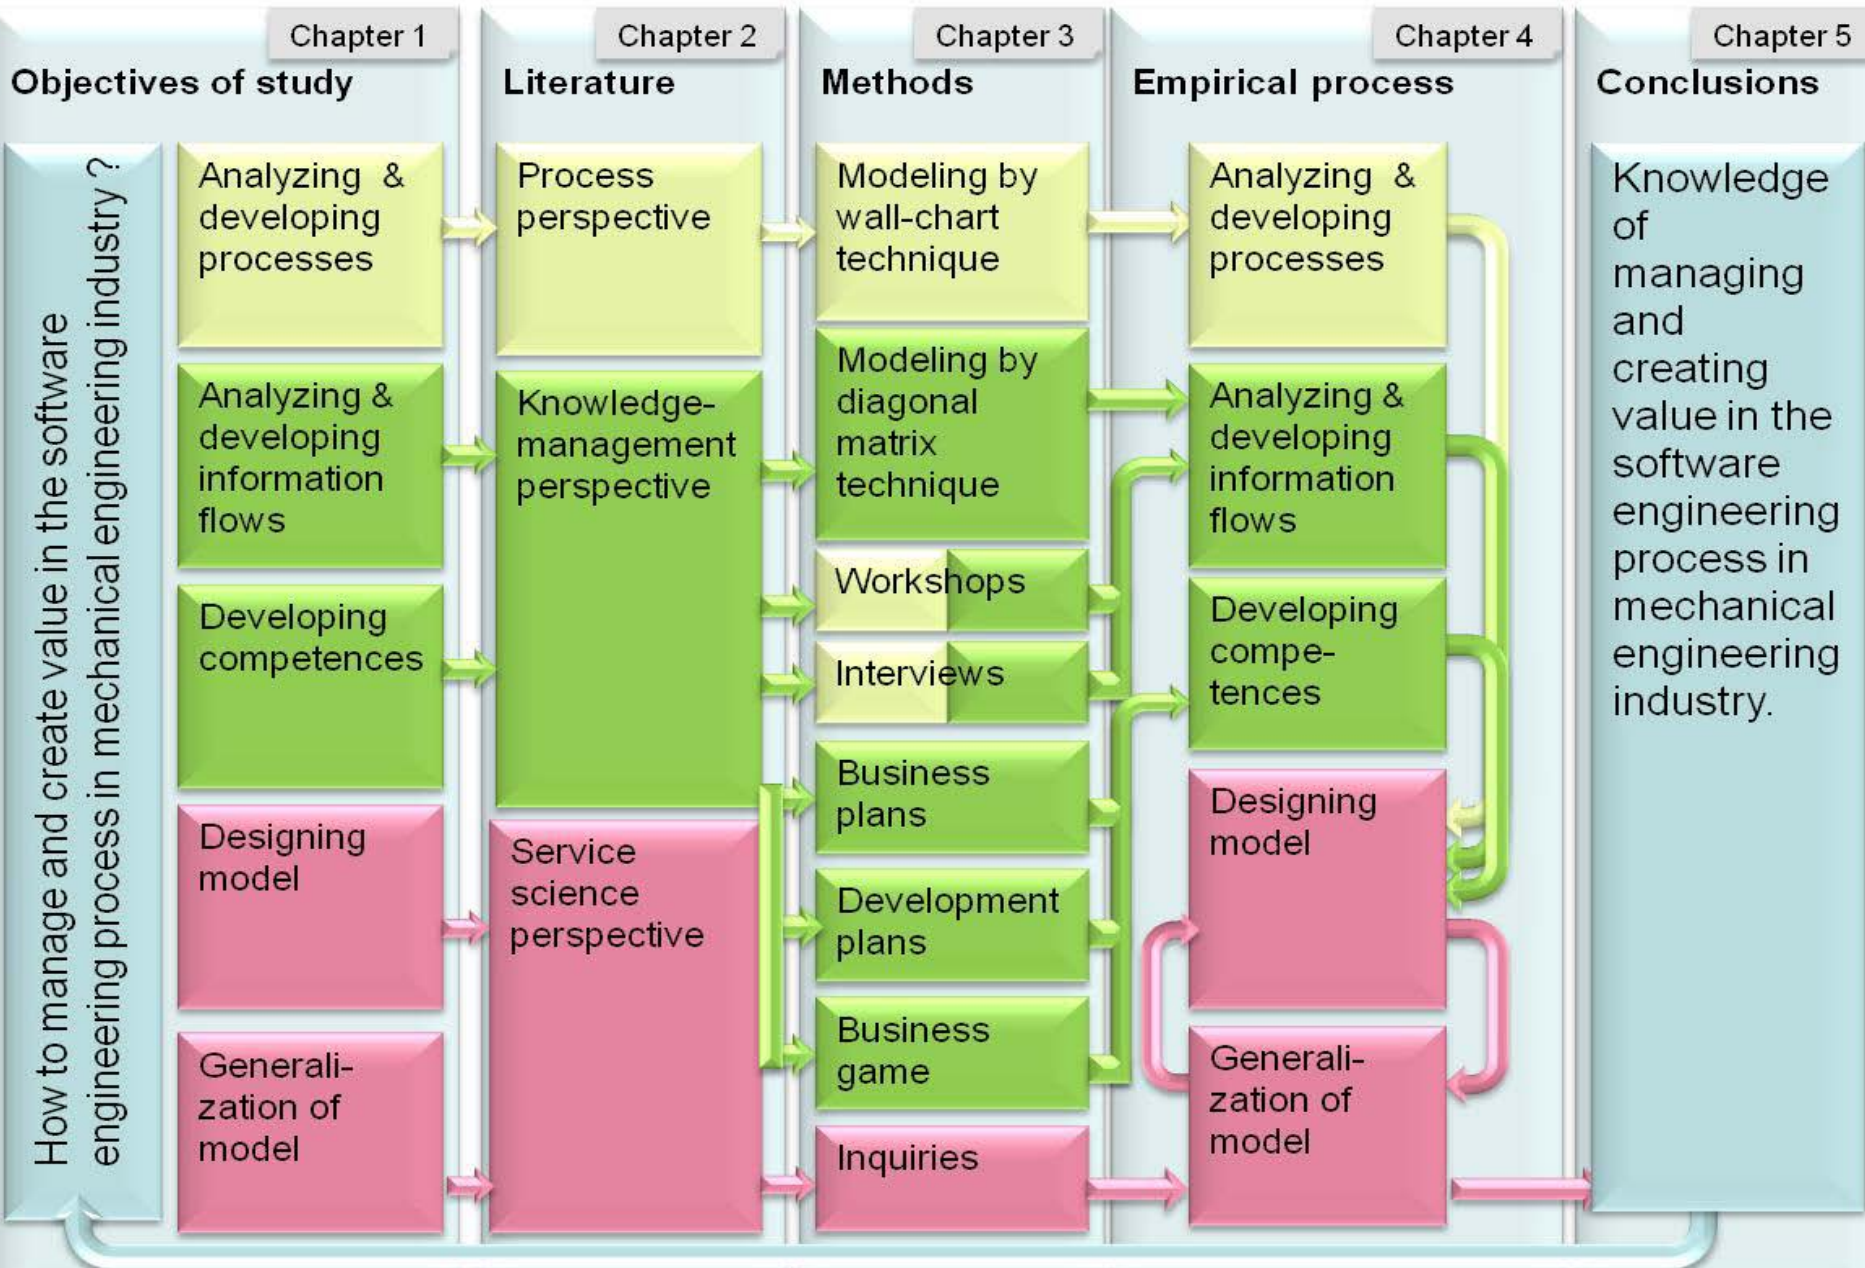 Chapter 1
Objectives of study
How to manage and create value in the software
engineering process in mechanical engineering industry ?
Analyzing & 
developing
processes
Analyzing &
developing
information
flows
Developing
competences
Designing
model
Generali-
zation of
model
Chapter 2
Literature
Process
perspective
Knowledge-
management
perspective
Service
science
perspective
Chapter 3
Methods
Modeling by
wall-chart
technique
Modeling by
diagonal
matrix
technique
Workshops
Interviews
Business
plans
Development
plans
Business
game
Inquiries
Chapter 4
Empirical process
Analyzing &
developing
processes
Analyzing &
developing
information
flows
Developing
compe-
tences
Designing
model
Generali-
zation of
model
Chapter 5
Conclusions
Knowledge
of
managing
and
creating
value in the
software
engineering
process in
mechanical
engineering
industry.